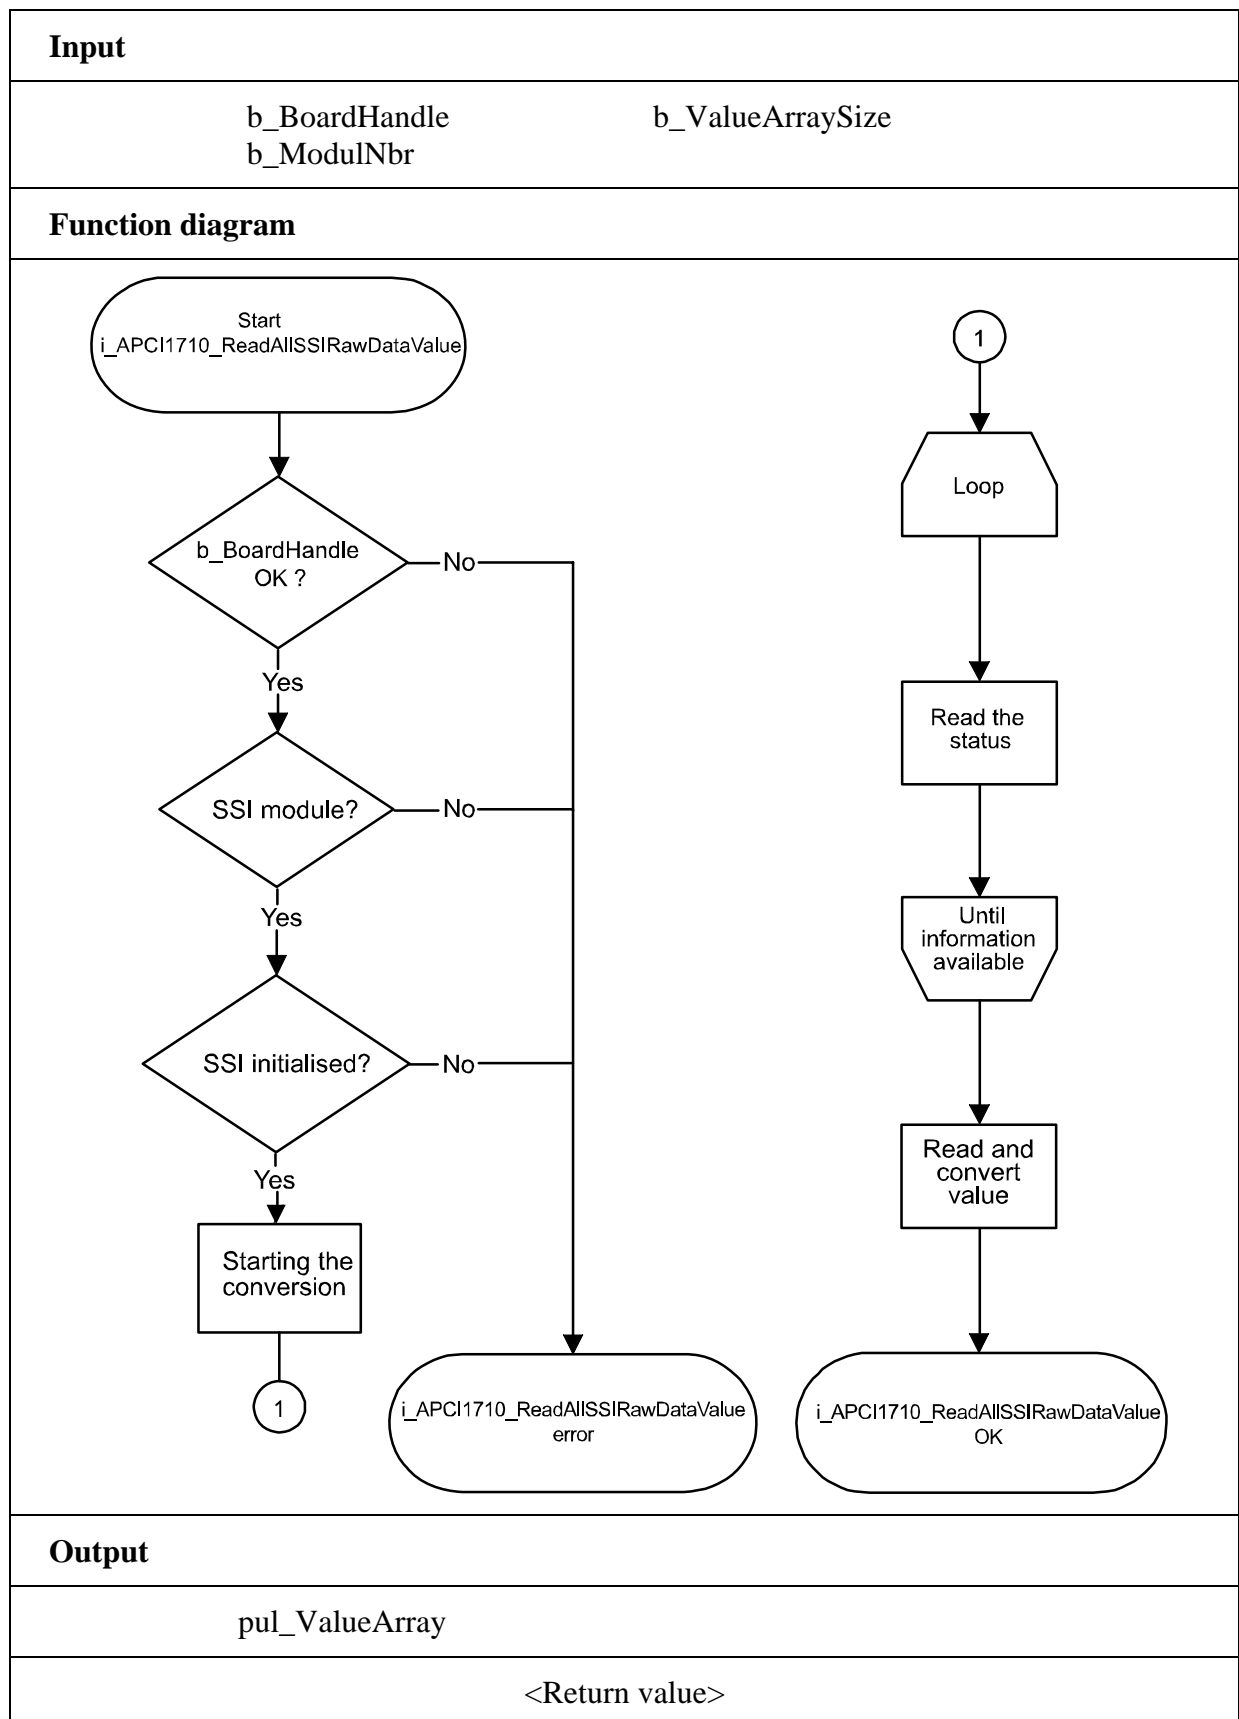 Input
b_BoardHandle b_ValueArraySize
b_ModulNbr
Function diagram
Start
i_APCI1710_ReadAllSSIRawDataValue
b_BoardHandle
OK ?
No
Yes
SSI module?
No
Yes
SSI initialised?
No
Yes
Starting the
conversion
1
i_APCI1710_ReadAllSSIRawDataValue
error
1
Loop
Read the
status
Until
information
available
Read and
convert
value
i_APCI1710_ReadAllSSIRawDataValue
OK
Output
pul_ValueArray
<Return value>